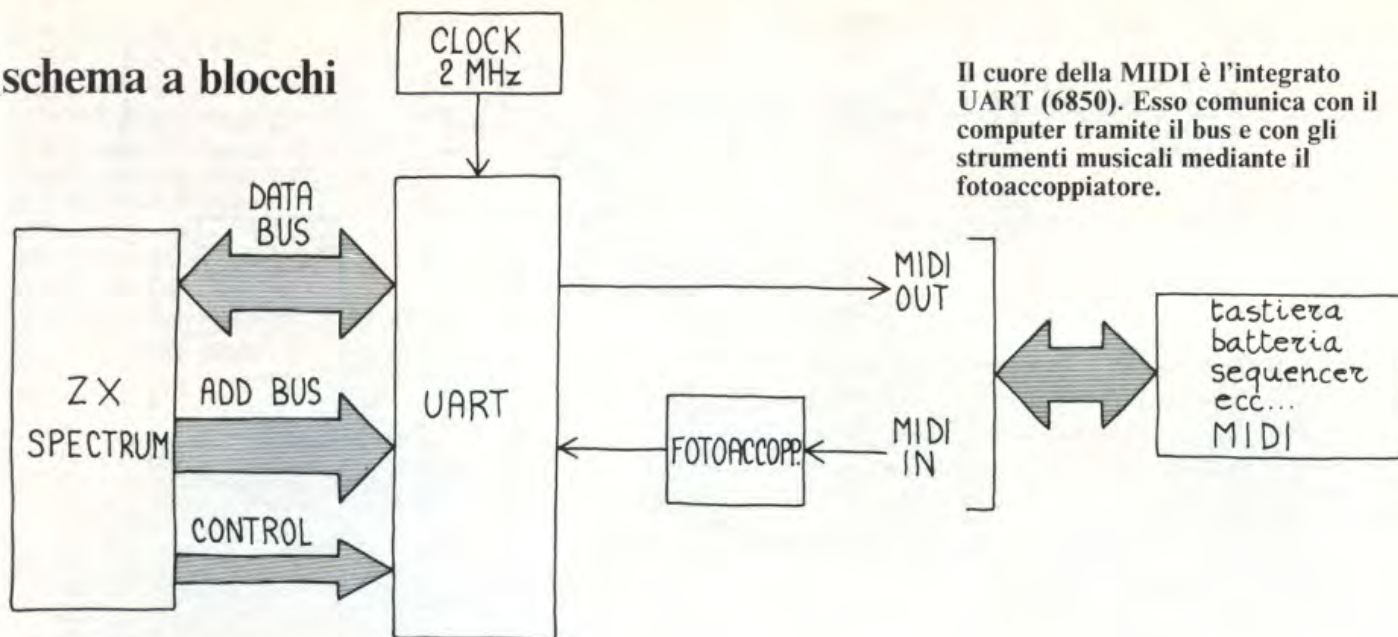 schema a blocchi
CLOCK
2 MHz
Il cuore della MIDI è l'integrato
UART (6850). Esso comunica con il
computer tramite il bus e con gli
strumenti musicali mediante il
fotoaccoppiatore.
DATA
BUS
ZX
SPECTRUM
ADD BUS
CONTROL
UART
MIDI
OUT
FOTOACCOPP.
MIDI
IN
tastiera
batteria
sequencer
ecc...
MIDI